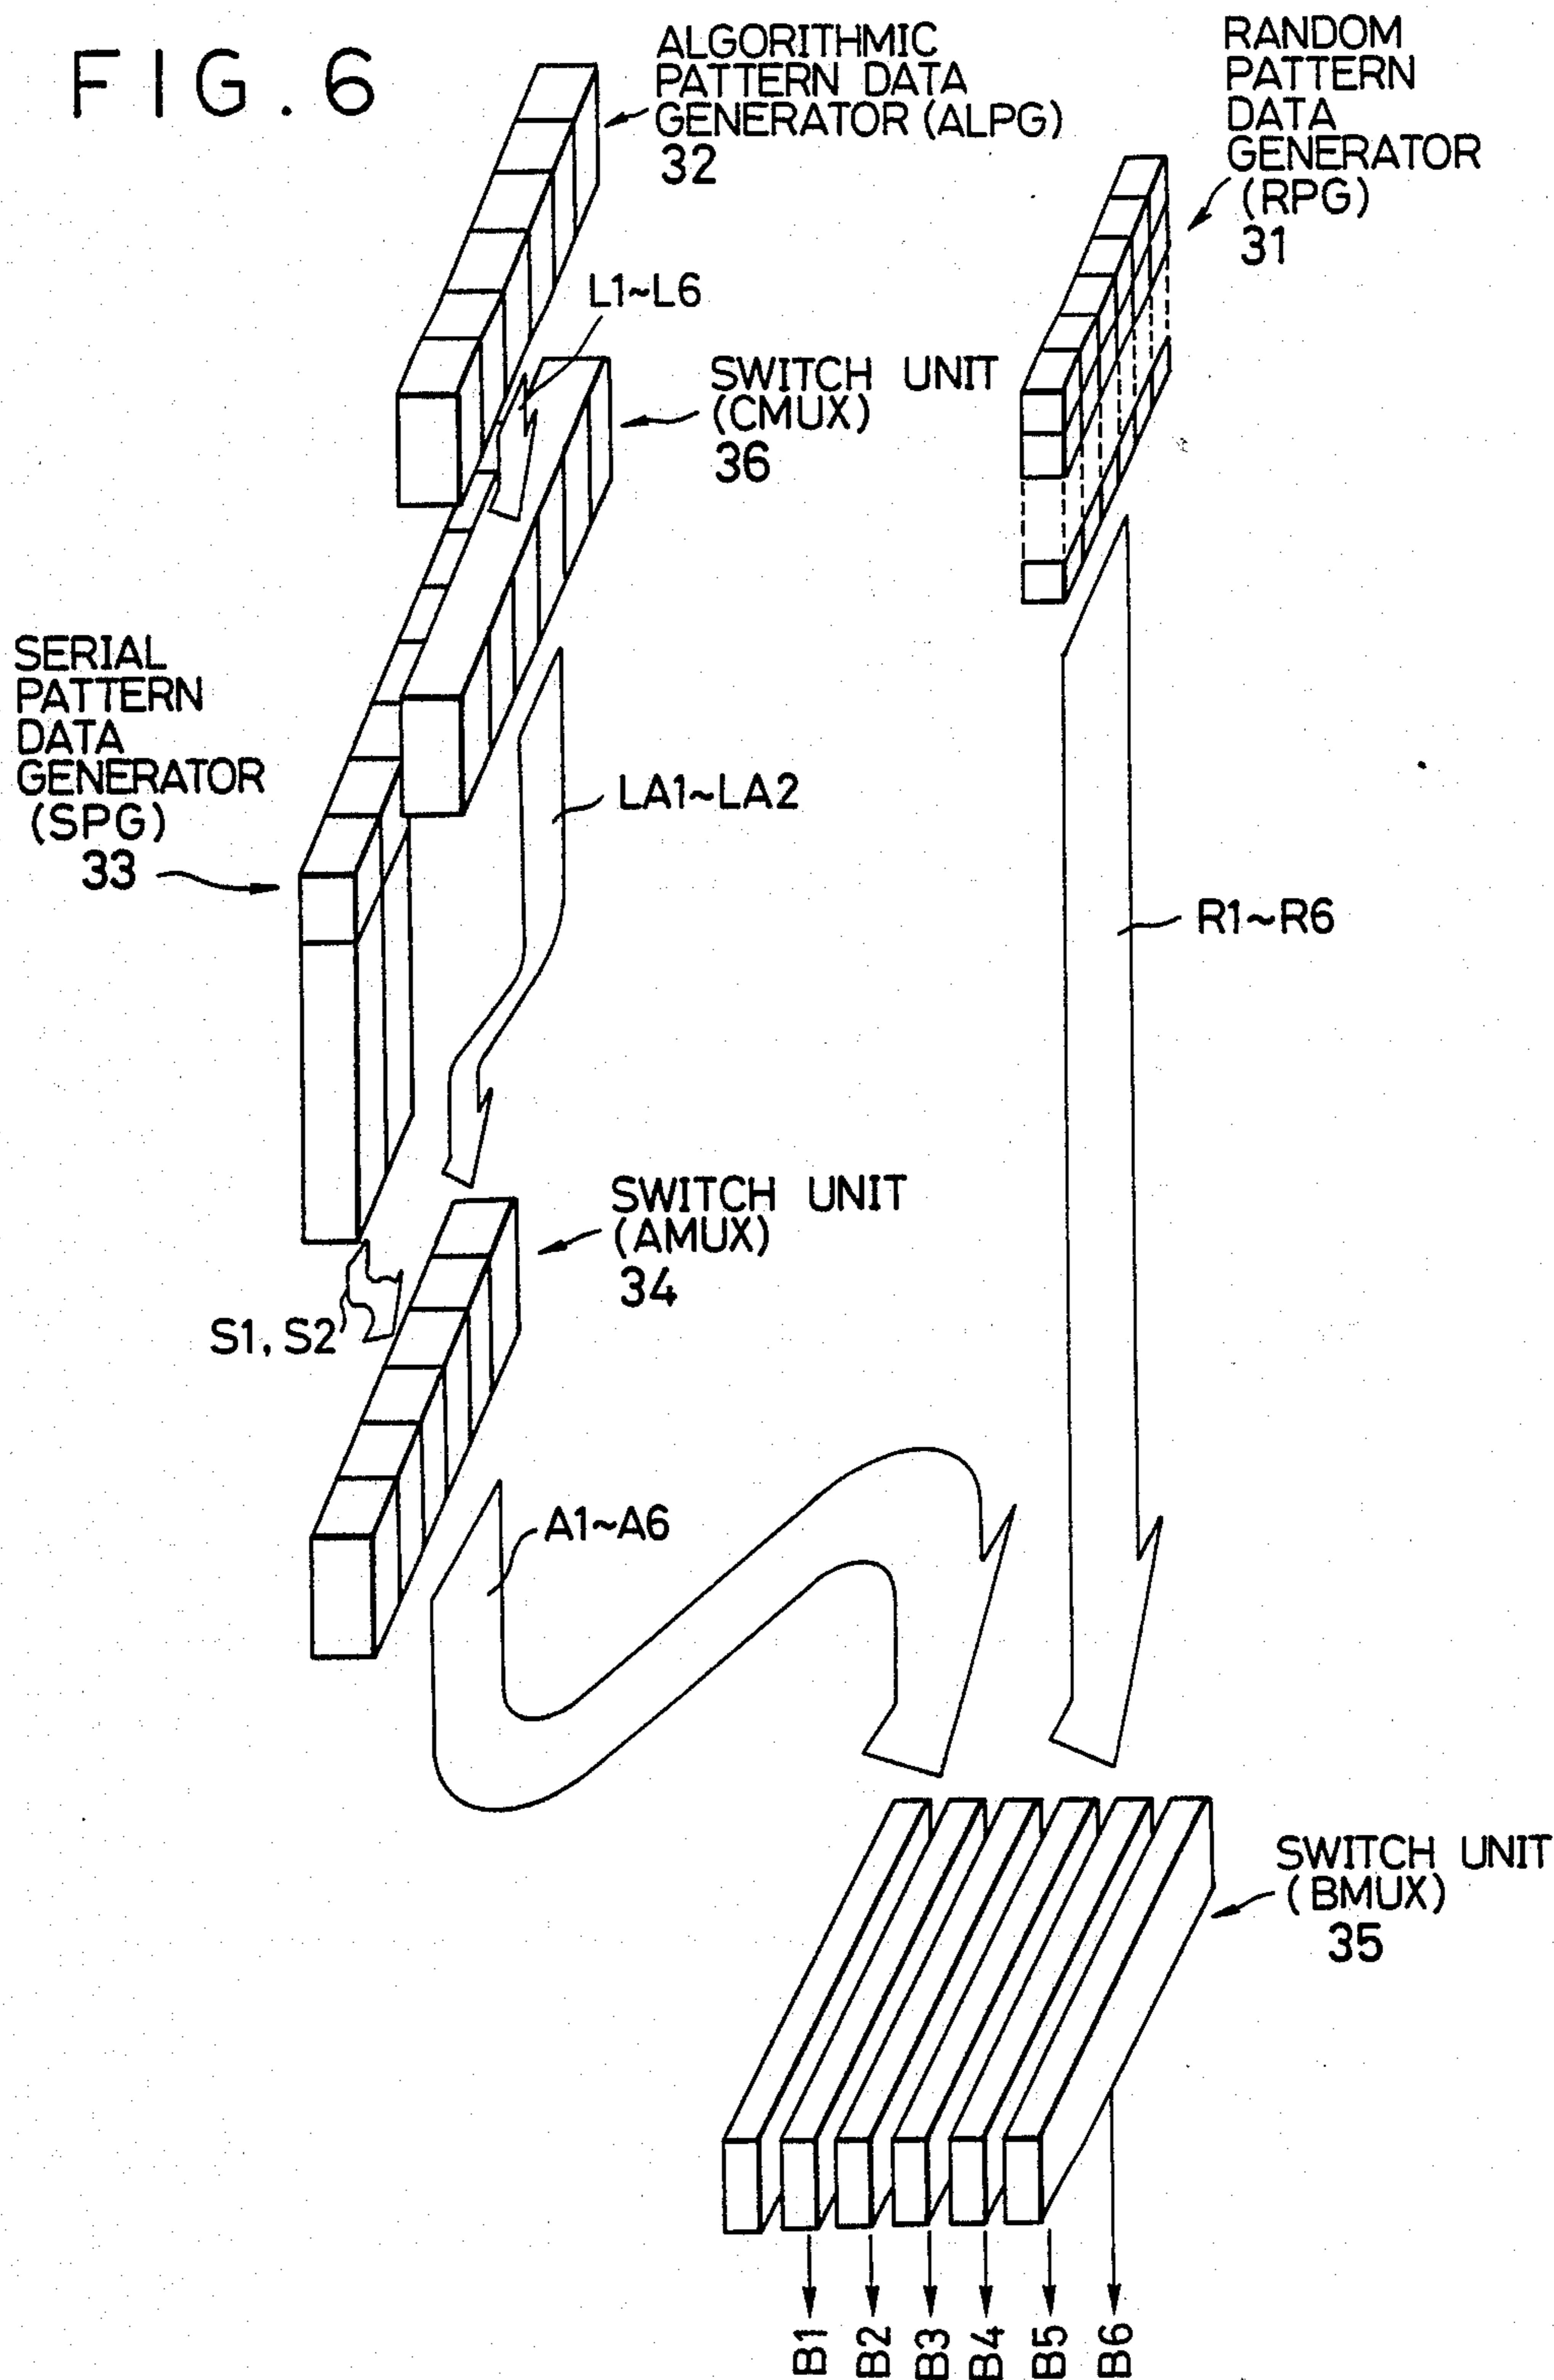 FIG. 6
ALGORITHMIC
PATTERN DATA
GENERATOR (ALPG)
32
RANDOM
PATTERN
DATA
GENERATOR
(RPG)
31
L1~L6
SWITCH UNIT
(CMUX)
36
SERIAL
PATTERN
DATA
GENERATOR
(SPG)
33
LA1~LA2
R1~R6
SWITCH UNIT
(AMUX)
34
S1, S2
A1~A6
SWITCH UNIT
(BMUX)
35
B1
B2
B3
B4
B5
B6